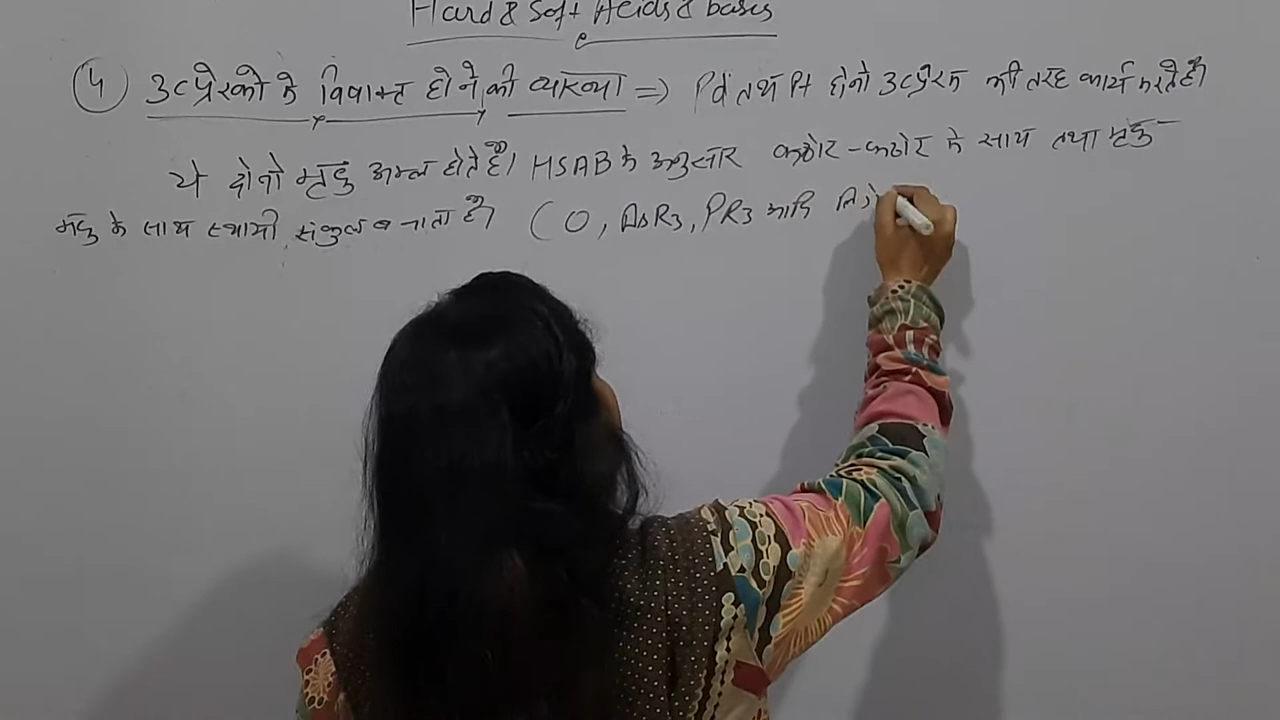 Hard & Soft Acids & bases
(4) उत्प्रेरको के विषाक्त होने की व्याख्या => Pd तथा Pt दोनो उत्प्रेरक की तरह कार्य करते है।
ये दोनो मृदु अम्ल होते है। HSAB के अनुसार कठोर-कठोर के साथ तथा मृदु-
मृदु के साथ स्थायी संकुल बनाता है। CO, AsR3, PR3 आदि